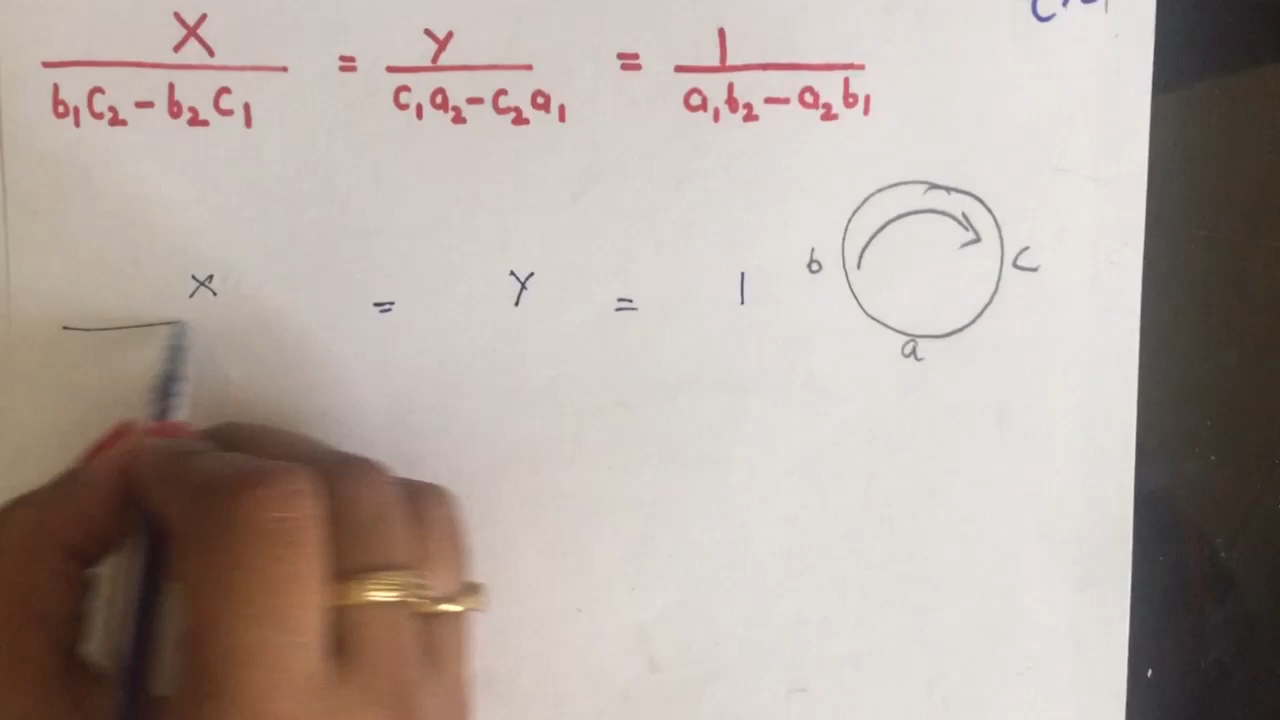 X = Y = 1
b₁c₂-b₂c₁ c₁a₂-c₂a₁ a₁b₂-a₂b₁
X = Y = 1
b c
a